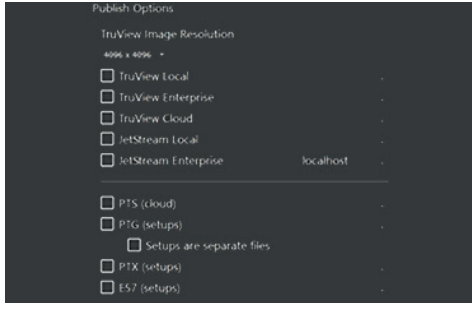 Publish Options
TruView Image Resolution
4096 x 4096
TruView Local
TruView Enterprise
TruView Cloud
JetStream Local
JetStream Enterprise localhost
PTS (cloud)
PTG (setups)
Setups are separate files
PTX (setups)
E57 (setups)